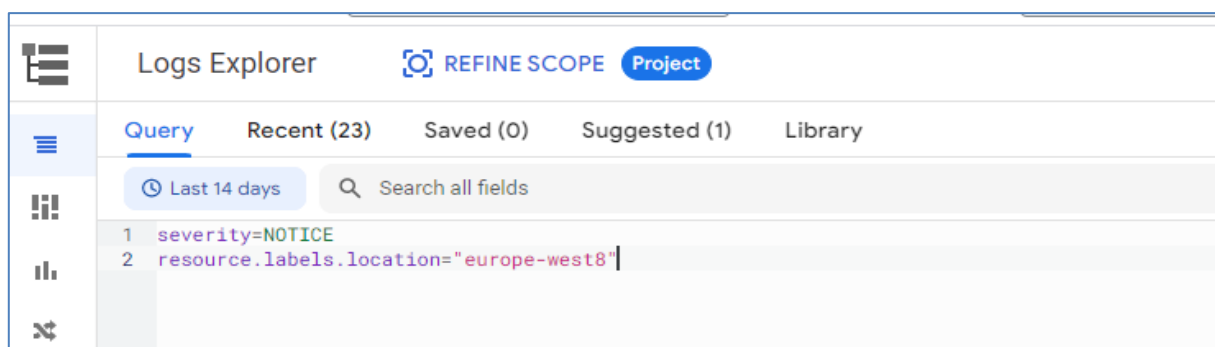 Logs Explorer REFINE SCOPE Project
Query Recent (23) Saved (0) Suggested (1) Library
Last 14 days Search all fields
1 severity=NOTICE
2 resource.labels.location="europe-west8"